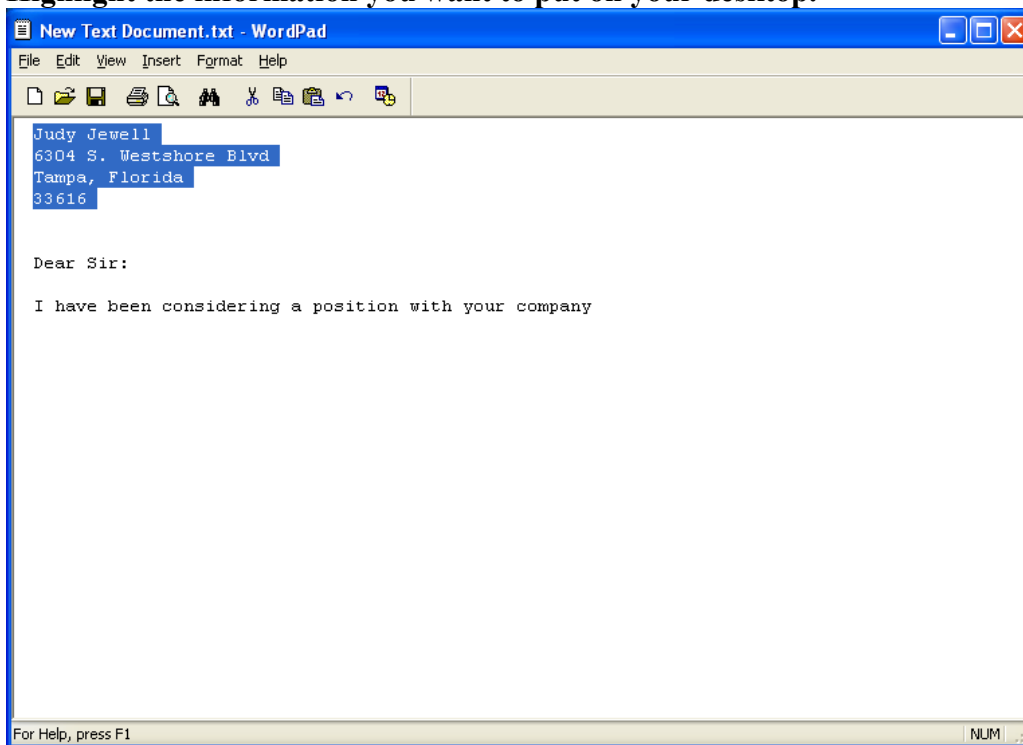 Highlight the information you want to put on your desktop.
New Text Document.txt - WordPad
File Edit View Insert Format Help
Judy Jewell
6304 S. Westshore Blvd
Tampa, Florida
33616
Dear Sir:
I have been considering a position with your company
For Help, press F1
NUM